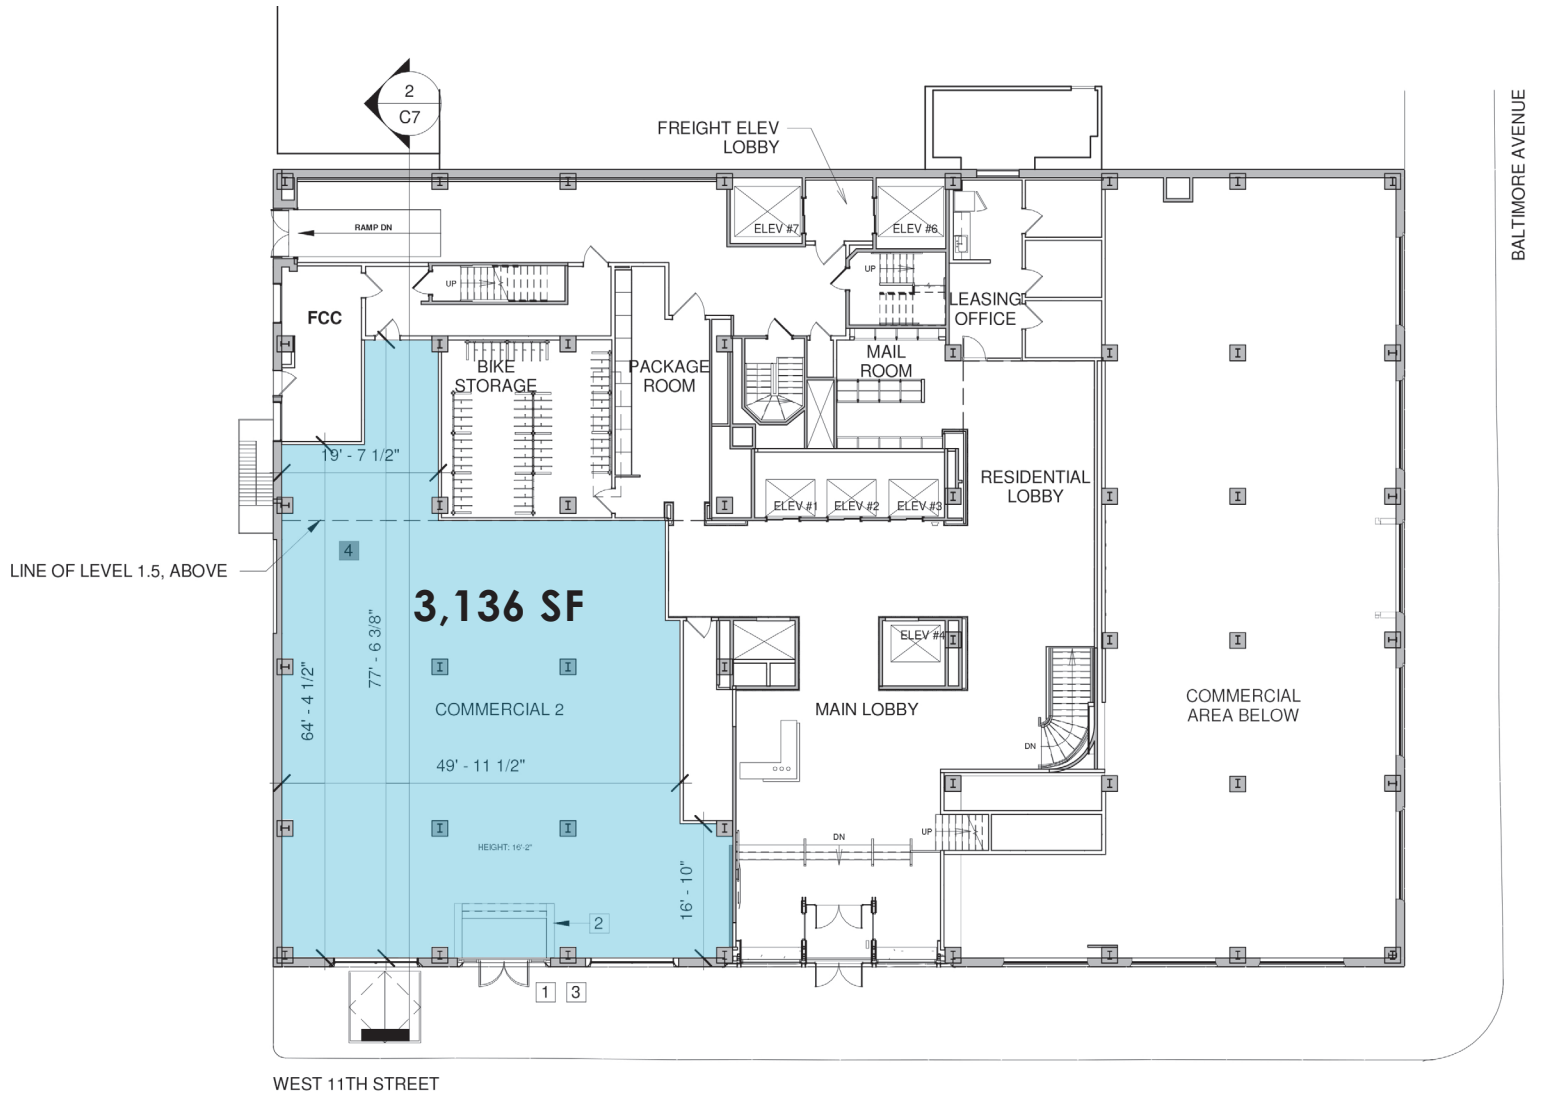 2
C7
FREIGHT ELEV
LOBBY
BALTIMORE AVENUE
RAMP DN
ELEV #7
ELEV #6
UP
UP
FCC
LEASING
OFFICE
BIKE
STORAGE
PACKAGE
ROOM
MAIL
ROOM
19' - 7 1/2"
RESIDENTIAL
LOBBY
ELEV #1
ELEV #2
ELEV #3
4
LINE OF LEVEL 1.5, ABOVE
3,136 SF
77' - 6 3/8"
64' - 4 1/2"
ELEV #4
COMMERCIAL 2
MAIN LOBBY
COMMERCIAL
AREA BELOW
DN
49' - 11 1/2"
HEIGHT: 16'-2"
DN
UP
16' - 10"
2
1
3
WEST 11TH STREET